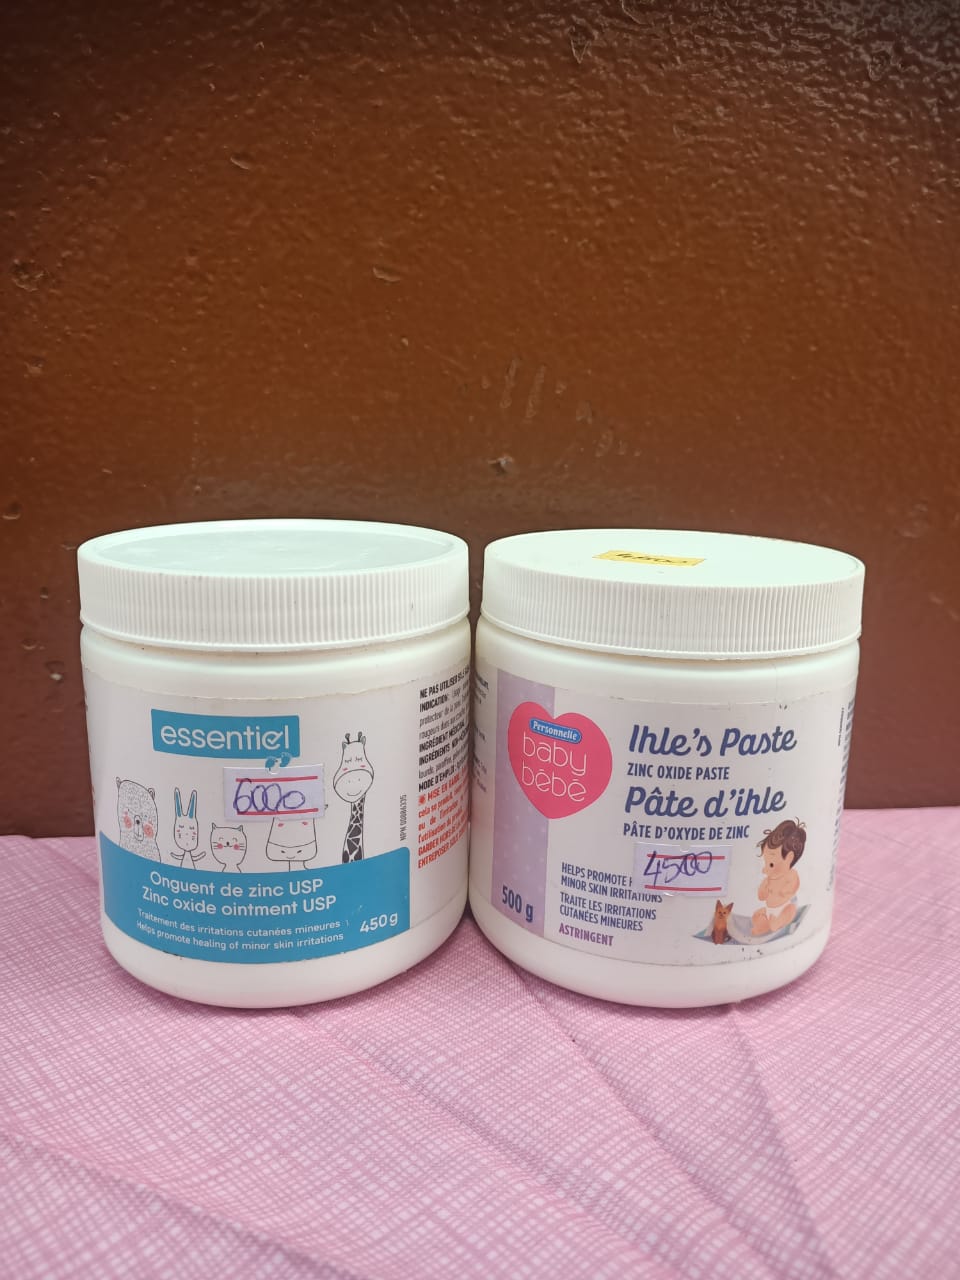 essentiel
6000
Onguent de zinc USP
Zinc oxide ointment USP
Traitement des irritations cutanées mineures
Helps promote healing of minor skin irritations
450 g
NE PAS UTILISER
INDICATION:
INGRÉDIENT MÉDICINAL
MODE D'EMPLOI:
MISE EN GARDE
NPN 80084335
4500
Personnelle
baby
bébé
Ihle's Paste
ZINC OXIDE PASTE
Pâte d'ihle
PÂTE D'OXYDE DE ZINC
4500
HELPS PROMOTE
MINOR SKIN IRRITATIONS
TRAITE LES IRRITATIONS
CUTANÉES MINEURES
ASTRINGENT
500 g